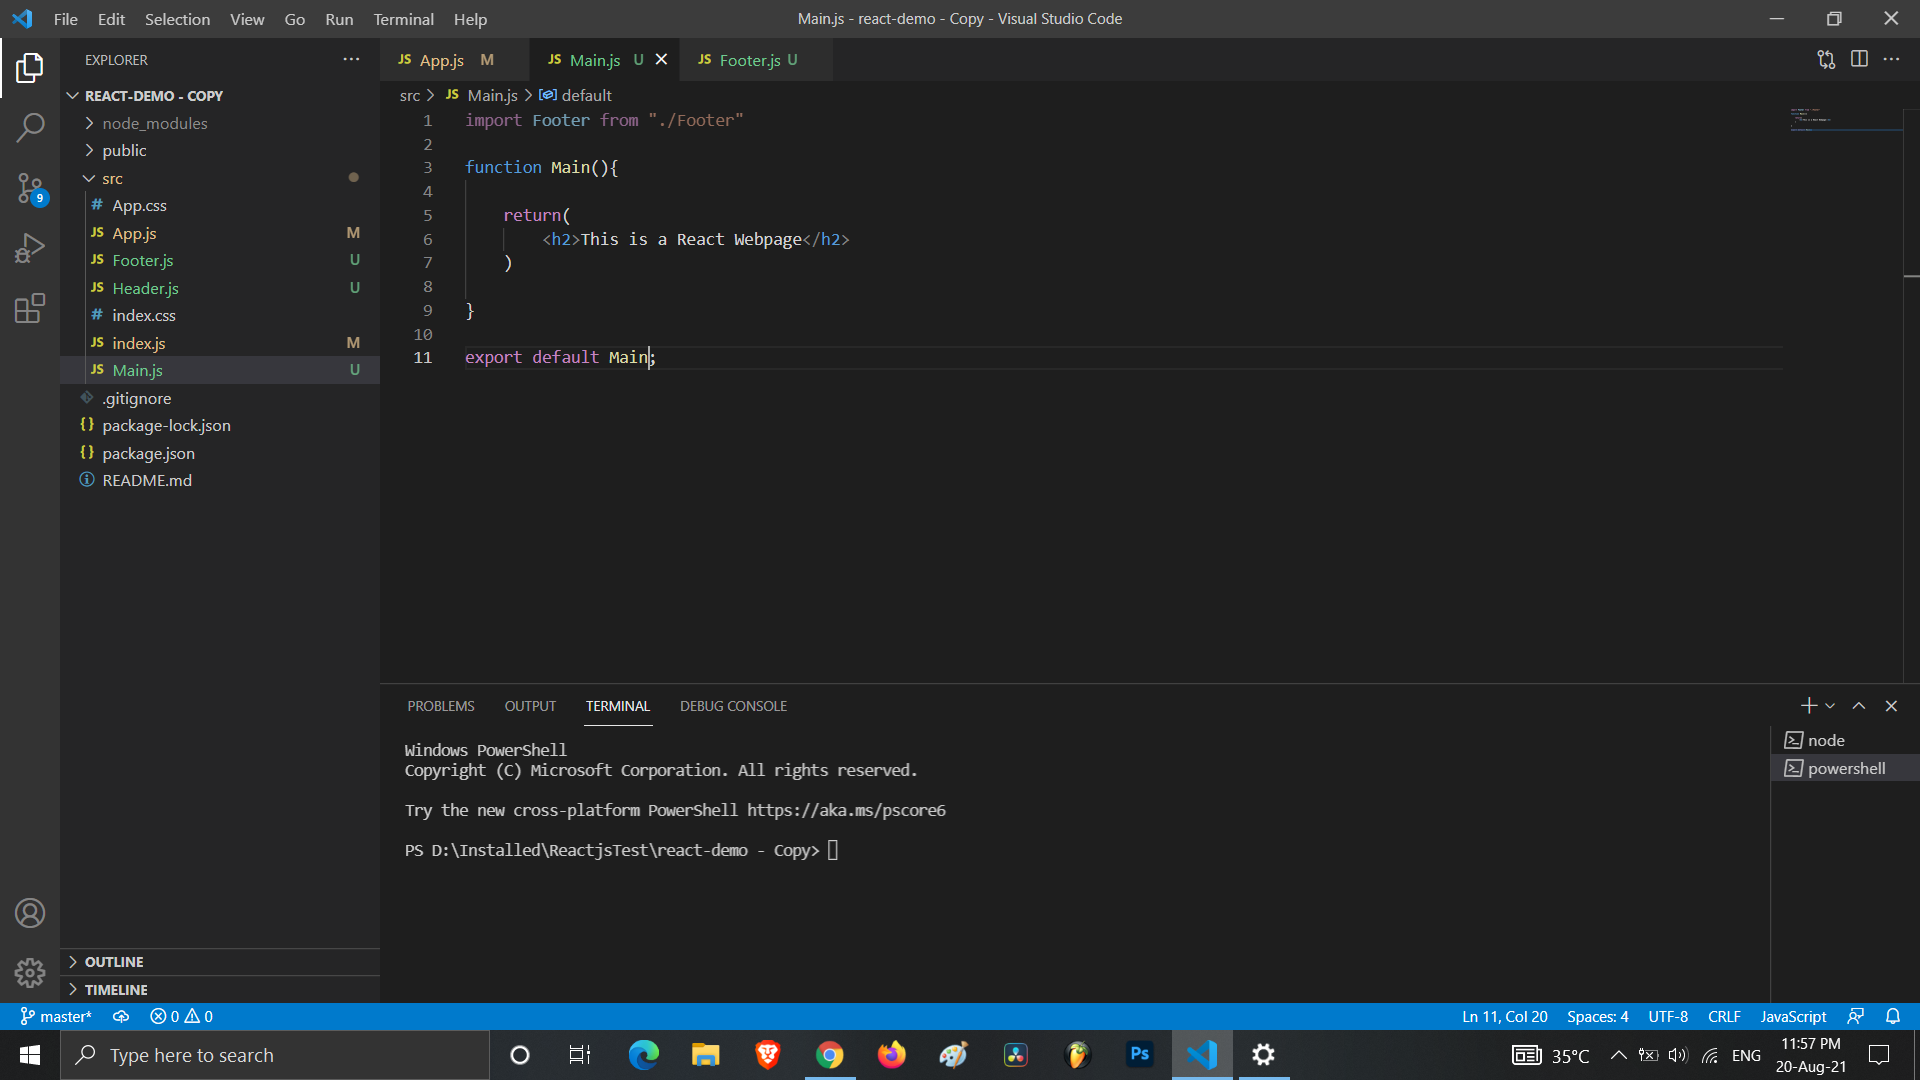 File Edit Selection View Go Run Terminal Help
Main.js - react-demo - Copy - Visual Studio Code
EXPLORER
REACT-DEMO - COPY
node_modules
public
src
# App.css
JS App.js M
JS Footer.js U
JS Header.js U
# index.css
JS index.js M
JS Main.js U
.gitignore
{} package-lock.json
{} package.json
README.md
OUTLINE
TIMELINE
9
JS App.js M
JS Main.js U
JS Footer.js U
src > JS Main.js > default
1 import Footer from "./Footer"
2
3 function Main(){
4
5 return(
6 <h2>This is a React Webpage</h2>
7 )
8
9 }
10
11 export default Main;
PROBLEMS OUTPUT TERMINAL DEBUG CONSOLE
Windows PowerShell
Copyright (C) Microsoft Corporation. All rights reserved.
Try the new cross-platform PowerShell https://aka.ms/pscore6
PS D:\Installed\ReactjsTest\react-demo - Copy>
node
powershell
master* 0 0
Ln 11, Col 20 Spaces: 4 UTF-8 CRLF JavaScript
Type here to search
Ps
35°C
ENG
11:57 PM
20-Aug-21